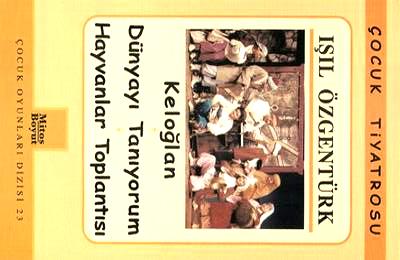 ÇOCUK TİYATROSU
IŞIL ÖZGENTÜRK
Keloğlan
Dünyayı Tanıyorum
Hayvanlar Toplantısı
Mitos
Boyut
ÇOCUK OYUNLARI DİZİSİ 23